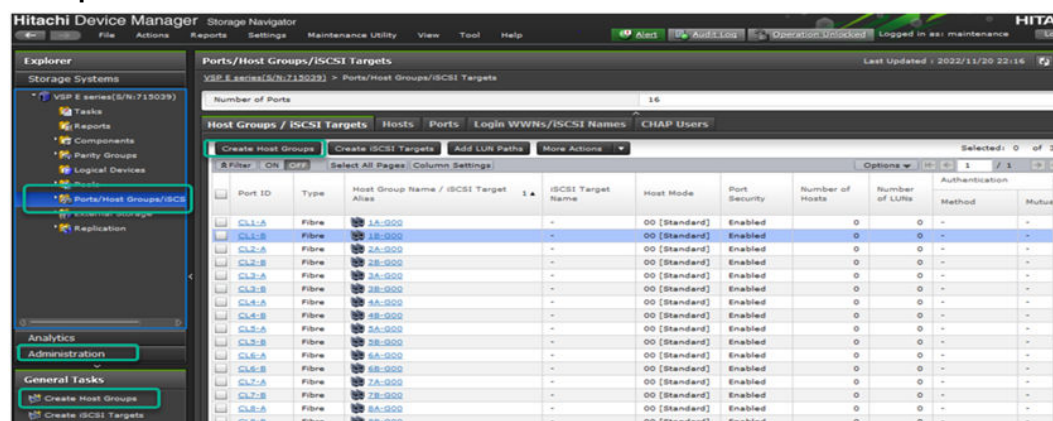 Hitachi Device Manager Storage Navigator
HITA
File Actions Reports Settings Maintenance Utility View Tool Help
Alert Audit Log Operation Unlocked Logged in as: maintenance
Explorer
Storage Systems
VSP E series(S/N:715039)
Tasks
Reports
Components
Parity Groups
Logical Devices
Pools
Ports/Host Groups/iSCS
External Storage
Replication
Analytics
Administration
General Tasks
Create Host Groups
Create iSCSI Targets
Ports/Host Groups/iSCSI Targets
Last Updated : 2022/11/20 22:16
VSP E series(S/N:715039) > Ports/Host Groups/iSCSI Targets
Number of Ports 16
Host Groups / iSCSI Targets Hosts Ports Login WWNs/iSCSI Names CHAP Users
Create Host Groups Create iSCSI Targets Add LUN Paths More Actions Selected: 0 of
Filter ON OFF Select All Pages Column Settings Options 1 / 1
Port ID Type Host Group Name / iSCSI Target Alias 1 iSCSI Target Name Host Mode Port Security Number of Hosts Number of LUNs Authentication
Method Mutua
CL1-A Fibre 1A-G00 - 00 [Standard] Enabled 0 0 - -
CL1-B Fibre 1B-G00 - 00 [Standard] Enabled 0 0 - -
CL2-A Fibre 2A-G00 - 00 [Standard] Enabled 0 0 - -
CL2-B Fibre 2B-G00 - 00 [Standard] Enabled 0 0 - -
CL3-A Fibre 3A-G00 - 00 [Standard] Enabled 0 0 - -
CL3-B Fibre 3B-G00 - 00 [Standard] Enabled 0 0 - -
CL4-A Fibre 4A-G00 - 00 [Standard] Enabled 0 0 - -
CL4-B Fibre 4B-G00 - 00 [Standard] Enabled 0 0 - -
CL5-A Fibre 5A-G00 - 00 [Standard] Enabled 0 0 - -
CL5-B Fibre 5B-G00 - 00 [Standard] Enabled 0 0 - -
CL6-A Fibre 6A-G00 - 00 [Standard] Enabled 0 0 - -
CL6-B Fibre 6B-G00 - 00 [Standard] Enabled 0 0 - -
CL7-A Fibre 7A-G00 - 00 [Standard] Enabled 0 0 - -
CL7-B Fibre 7B-G00 - 00 [Standard] Enabled 0 0 - -
CL8-A Fibre 8A-G00 - 00 [Standard] Enabled 0 0 - -